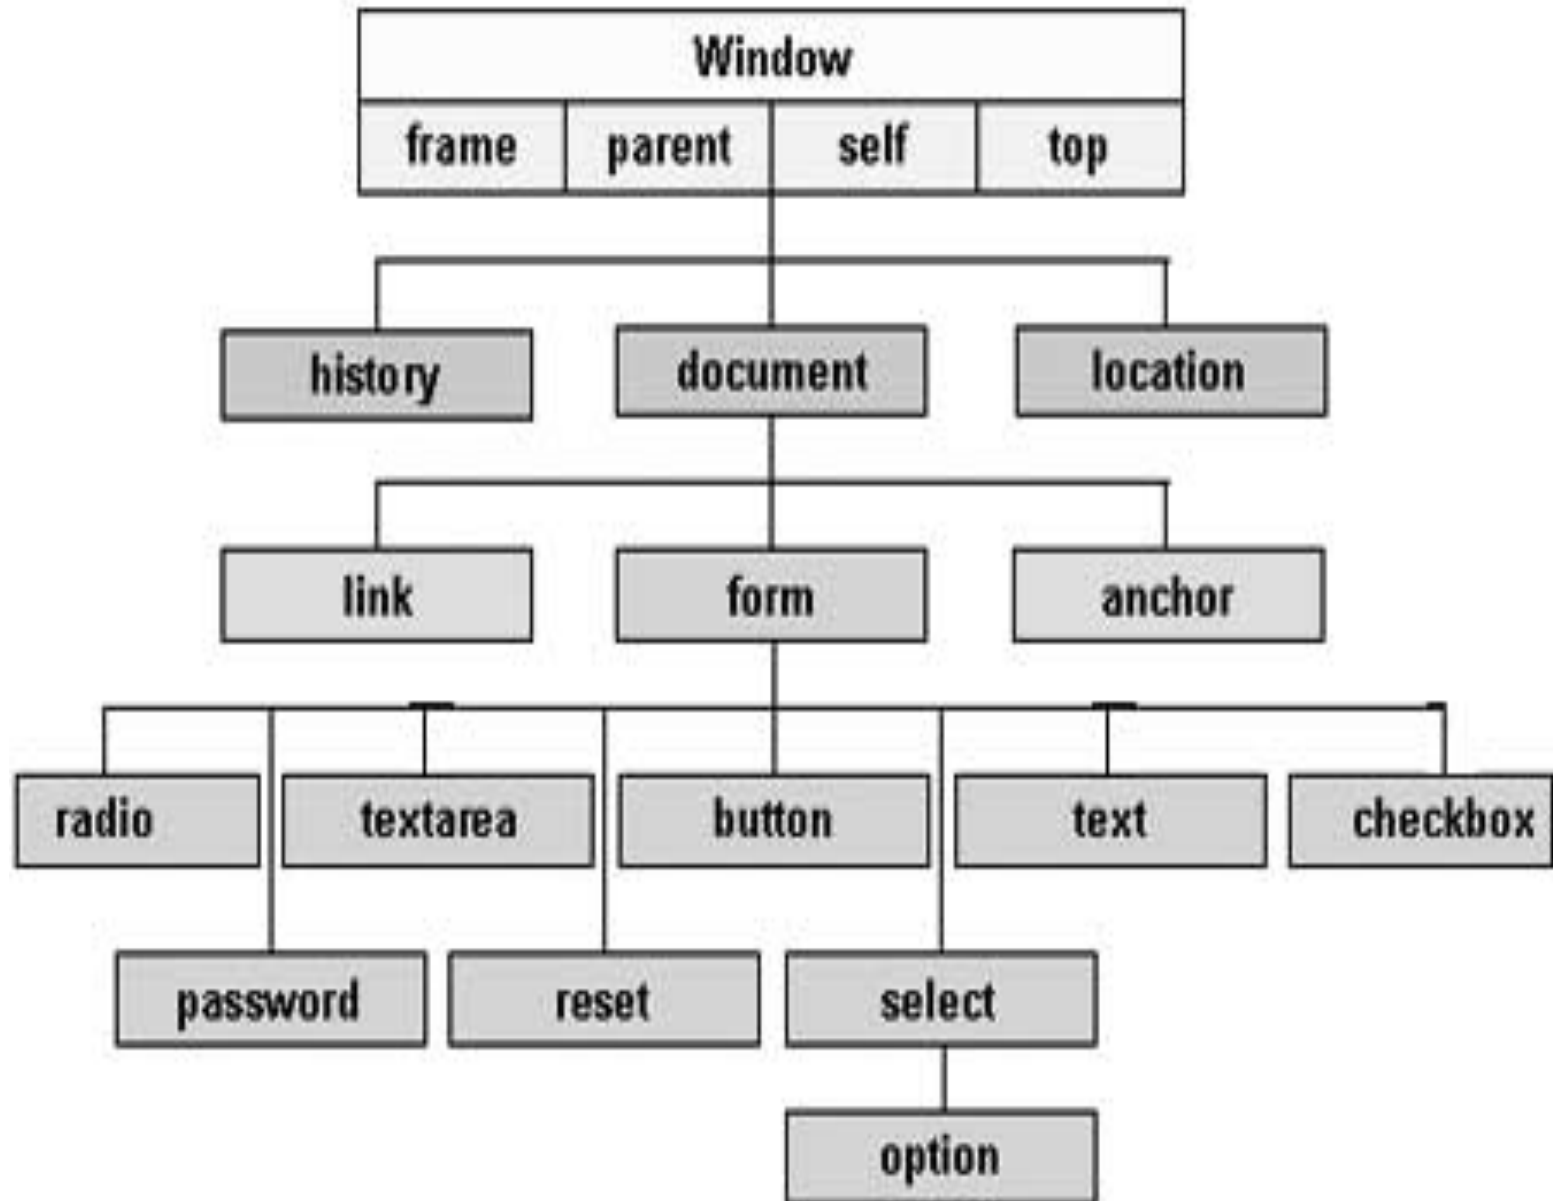 Window
frame parent self top
history document location
link form anchor
radio textarea button text checkbox
password reset select
option